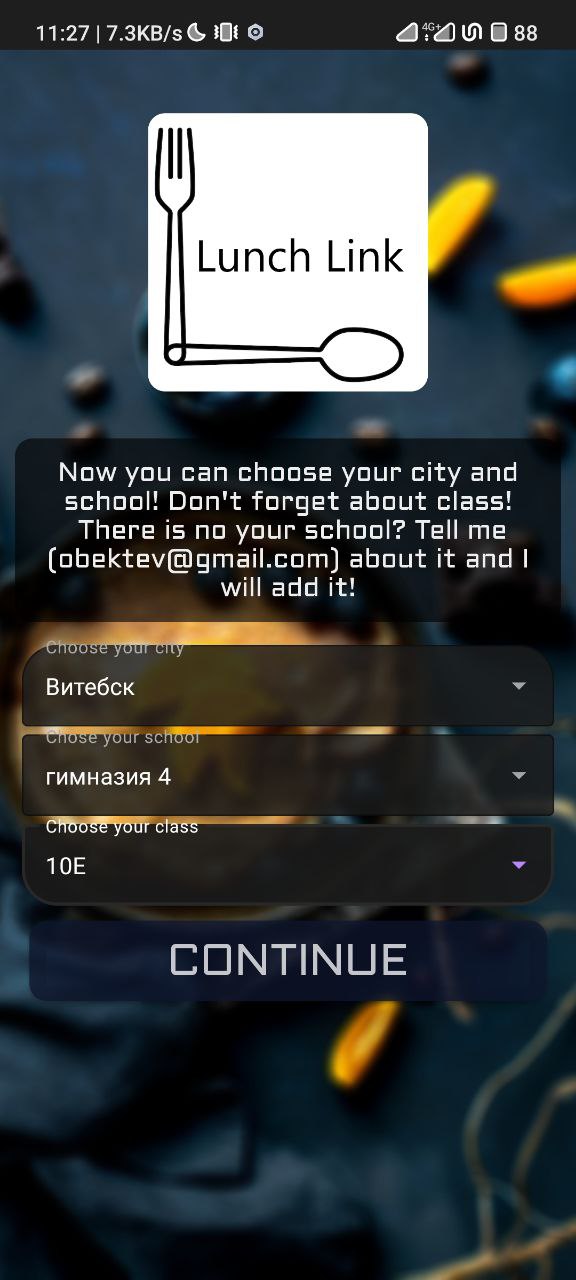 11:27 | 7.3KB/s 4G+ 88
Lunch Link
Now you can choose your city and
school! Don't forget about class!
There is no your school? Tell me
(obektev@gmail.com) about it and I
will add it!
Choose your city
Витебск
Chose your school
гимназия 4
Choose your class
10Е
CONTINUE